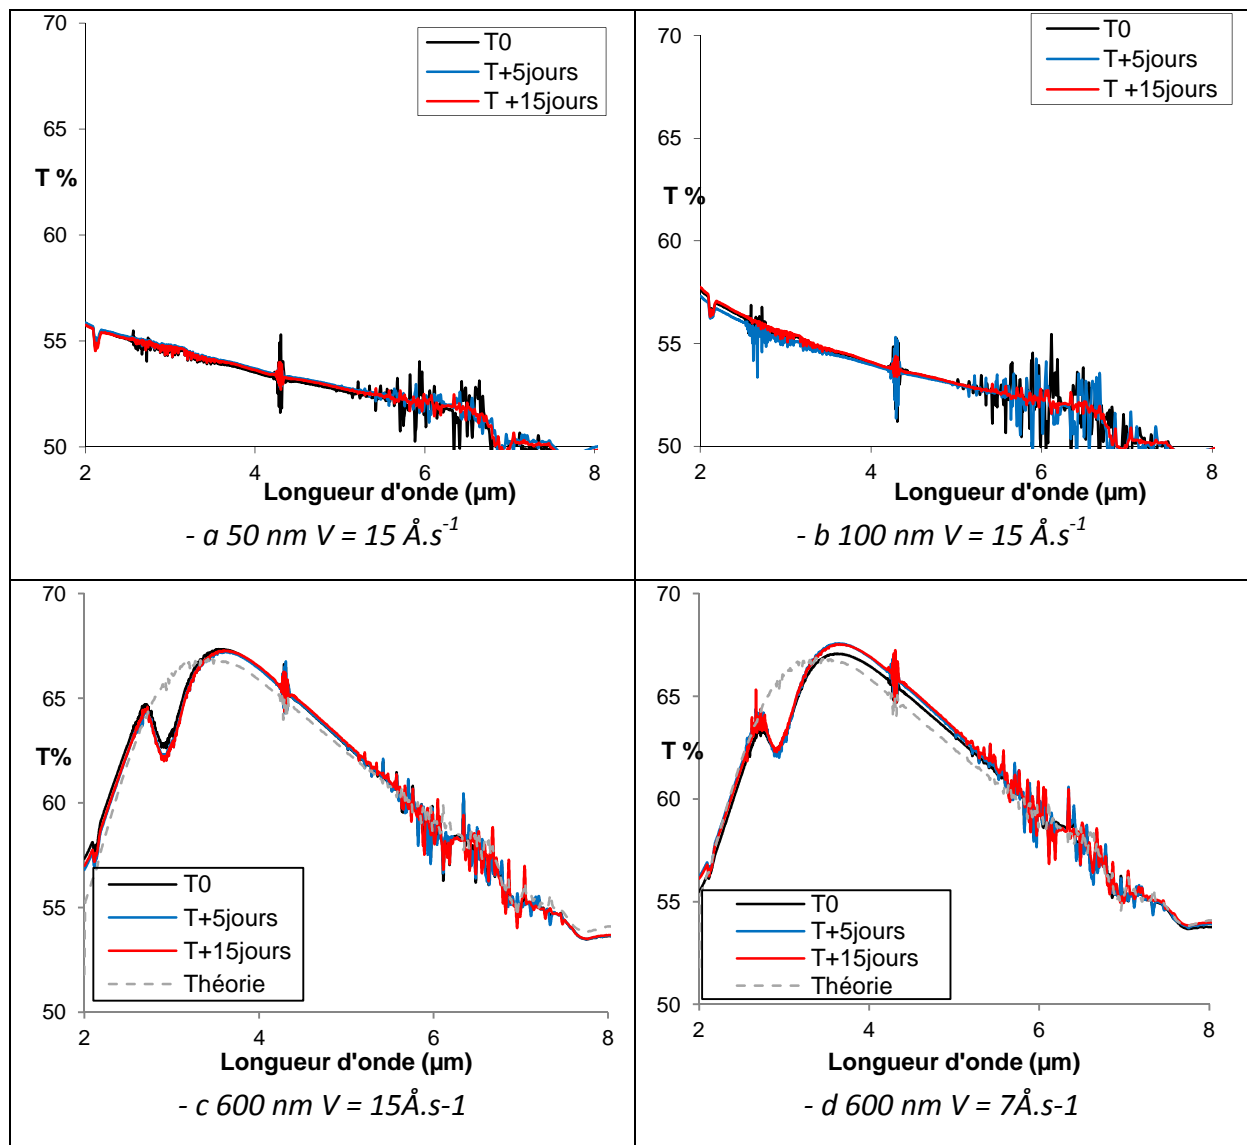 70
65
T %
60
55
50
2
4
6
8
Longueur d'onde (µm)
T0
T+5jours
T +15jours
- a 50 nm V = 15 Å.s-1
70
65
T %
60
55
50
2
4
6
8
Longueur d'onde (µm)
T0
T+5jours
T +15jours
- b 100 nm V = 15 Å.s-1
70
65
T%
60
55
50
2
4
6
8
Longueur d'onde (µm)
T0
T+5jours
T+15jours
Théorie
- c 600 nm V = 15Å.s-1
70
65
T %
60
55
50
2
4
6
8
Longueur d'onde (µm)
T0
T+5jours
T+15jours
Théorie
- d 600 nm V = 7Å.s-1